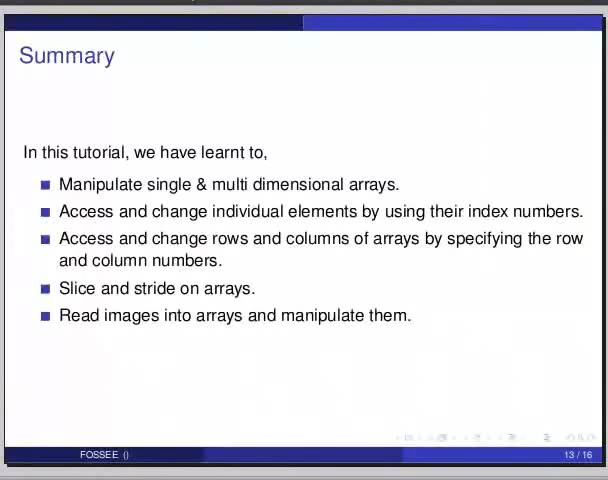 Summary
In this tutorial, we have learnt to,
Manipulate single & multi dimensional arrays.
Access and change individual elements by using their index numbers.
Access and change rows and columns of arrays by specifying the row
and column numbers.
Slice and stride on arrays.
Read images into arrays and manipulate them.
FOSSEE ()
13 / 16